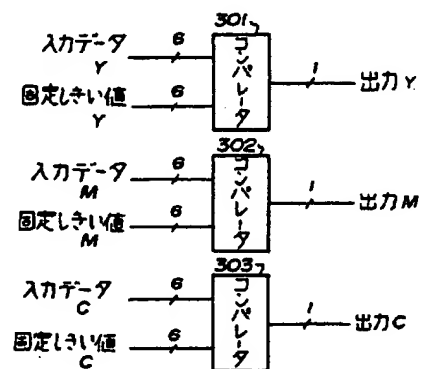 301
入力データ 6
Y
コンパレータ
1
出力Y
固定しきい値 6
Y
302
入力データ 6
M
コンパレータ
1
出力M
固定しきい値 6
M
303
入力データ 6
C
コンパレータ
1
出力C
固定しきい値 6
C